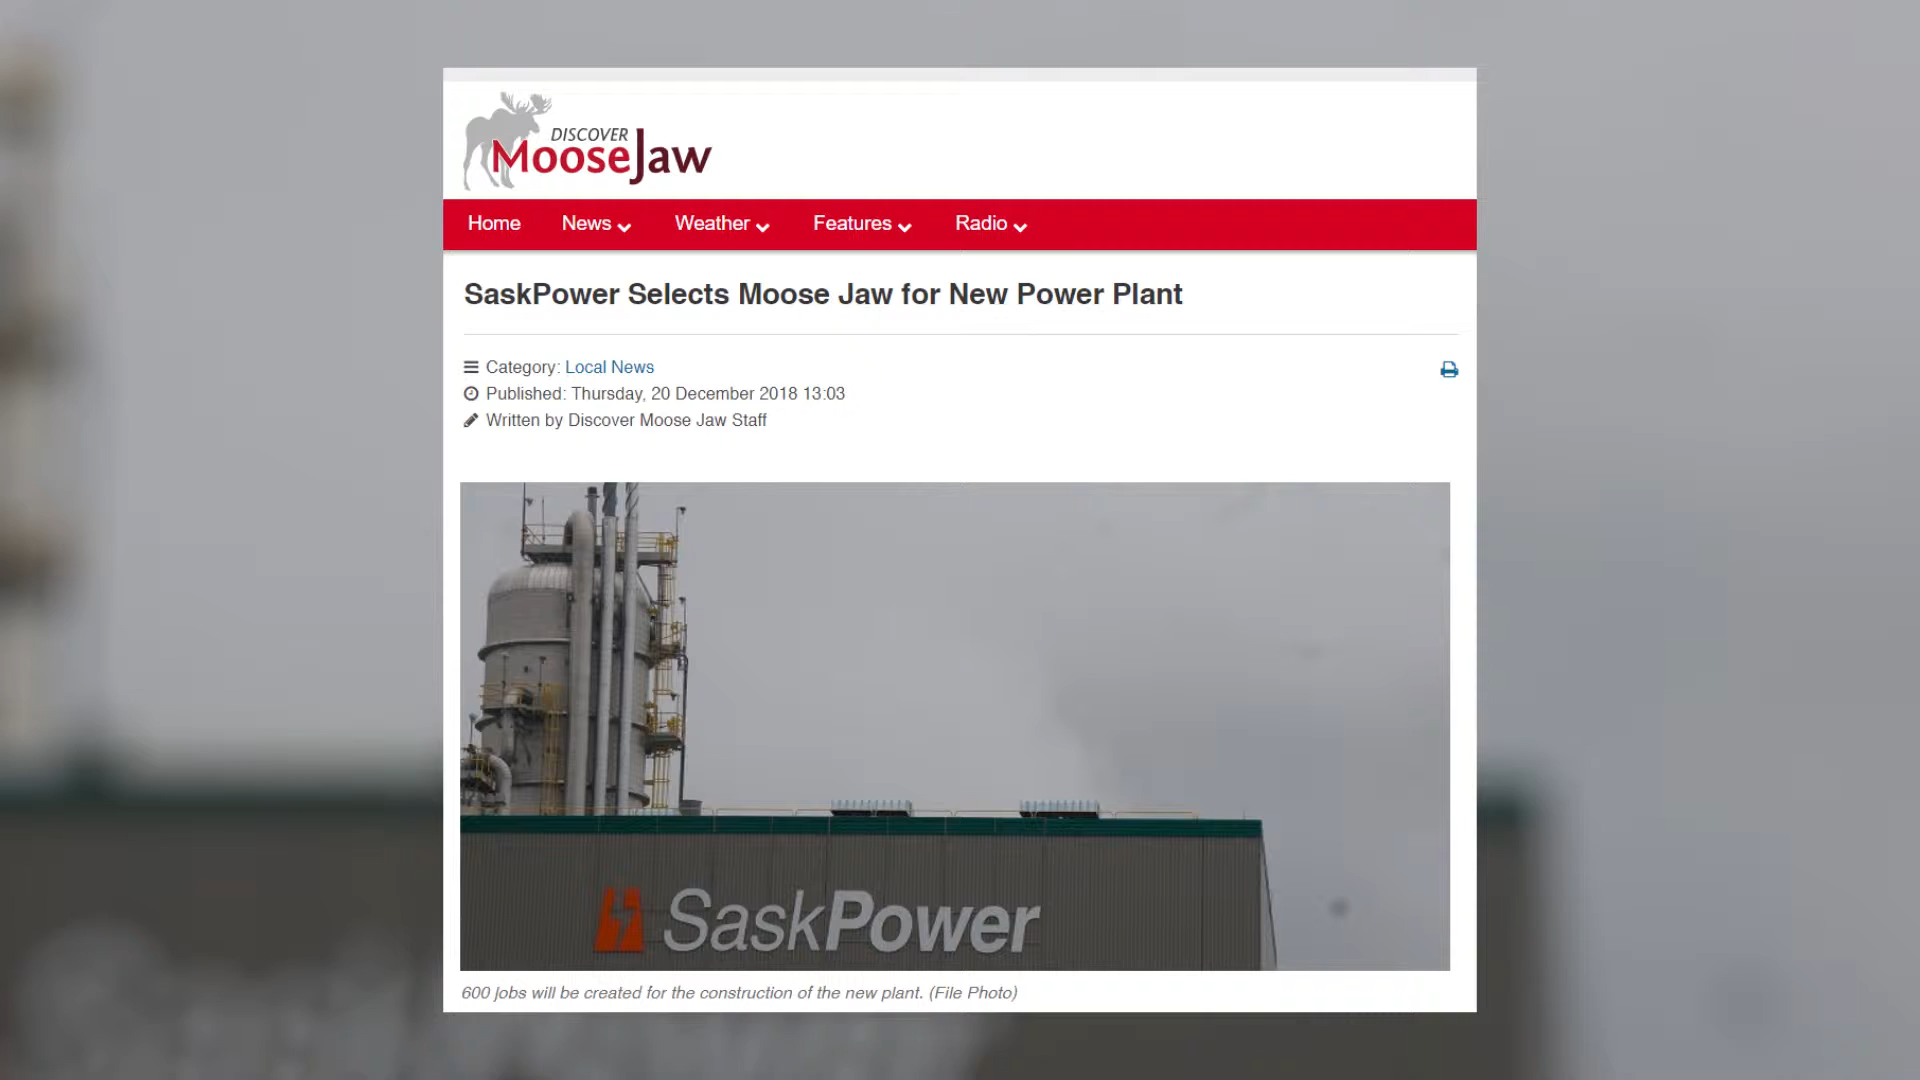 DISCOVER
MooseJaw
Home News Weather Features Radio
SaskPower Selects Moose Jaw for New Power Plant
Category: Local News
Published: Thursday, 20 December 2018 13:03
Written by Discover Moose Jaw Staff
SaskPower
600 jobs will be created for the construction of the new plant. (File Photo)